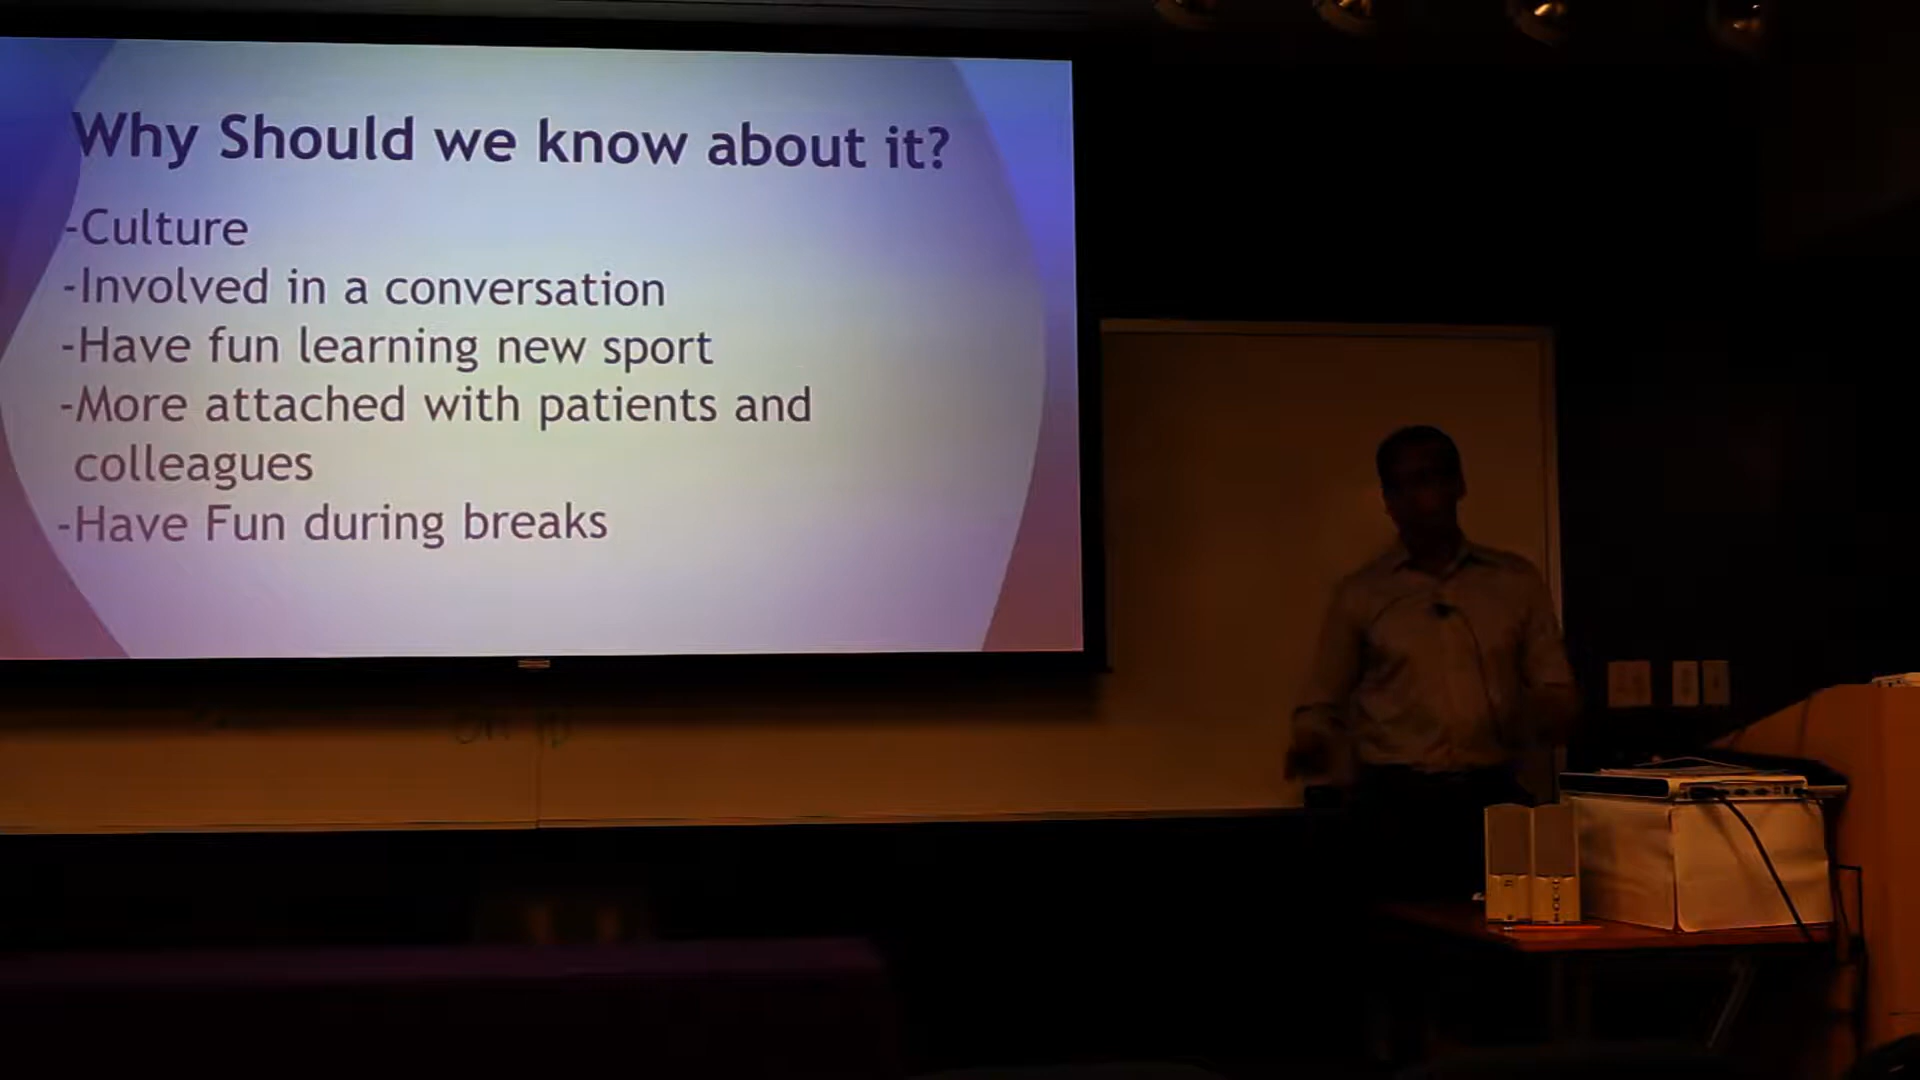 Why Should we know about it?
-Culture
-Involved in a conversation
-Have fun learning new sport
-More attached with patients and
colleagues
-Have Fun during breaks